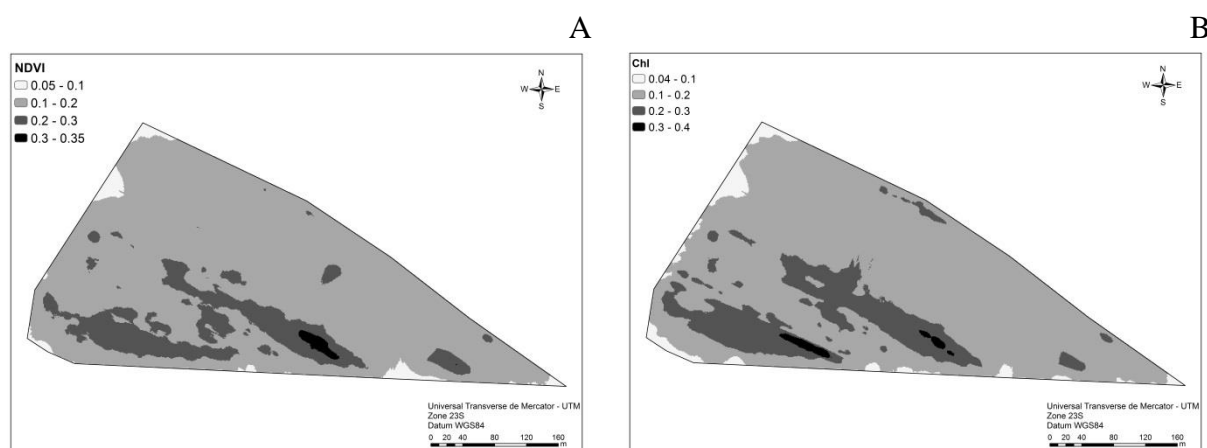 A
NDVI
0.05 - 0.1
0.1 - 0.2
0.2 - 0.3
0.3 - 0.35
N
W E
S
Universal Transverse de Mercator - UTM
Zone 23S
Datum WGS84
0 20 40 80 120 160
m
B
Chl
0.04 - 0.1
0.1 - 0.2
0.2 - 0.3
0.3 - 0.4
N
W E
S
Universal Transverse de Mercator - UTM
Zone 23S
Datum WGS84
0 20 40 80 120 160
m